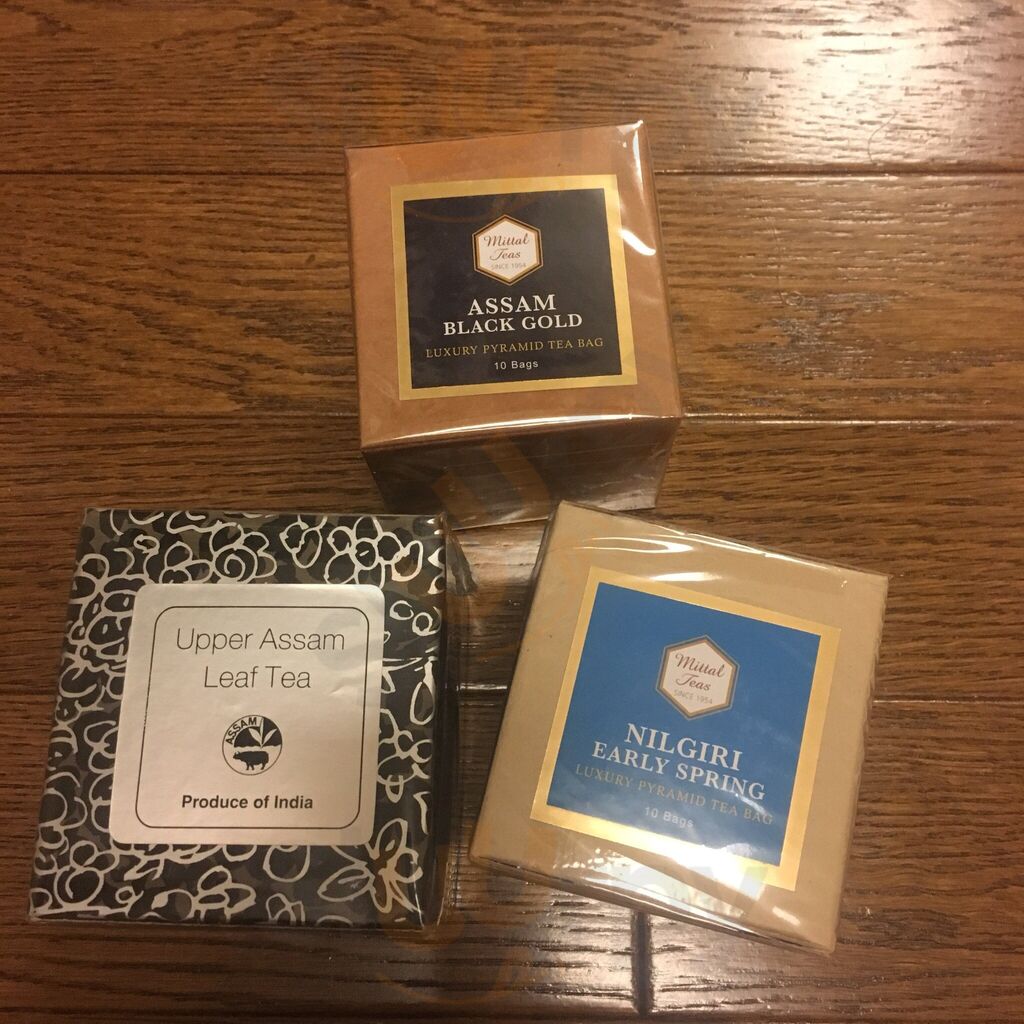 Mittal
Teas
SINCE 1954
ASSAM
BLACK GOLD
LUXURY PYRAMID TEA BAG
10 Bags
Upper Assam
Leaf Tea
ASSAM
Produce of India
Mittal
Teas
SINCE 1954
NILGIRI
EARLY SPRING
LUXURY PYRAMID TEA BAG
10 Bags